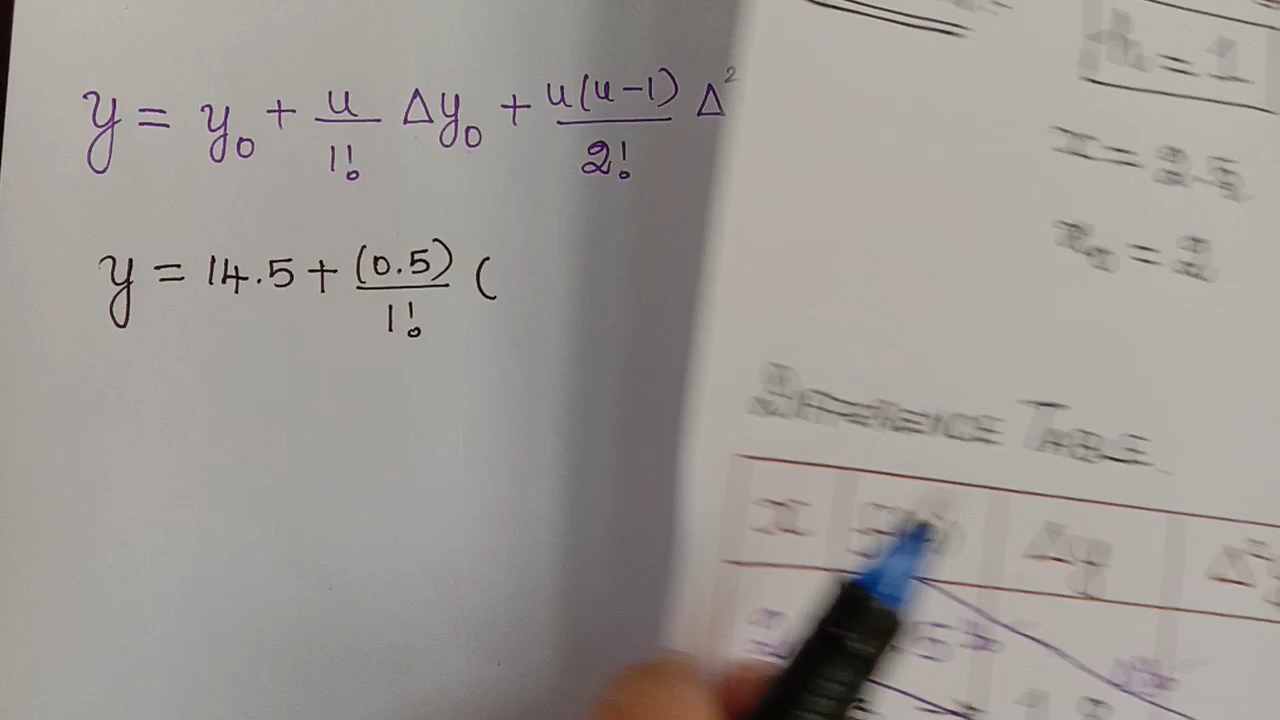 y = y₀ + u/1! Δy₀ + u(u-1)/2! Δ²
y = 14.5 + (0.5)/1! (
h = 1
x = 2.5
x₀ = 2
DIFFERENCE TABLE
x Δy